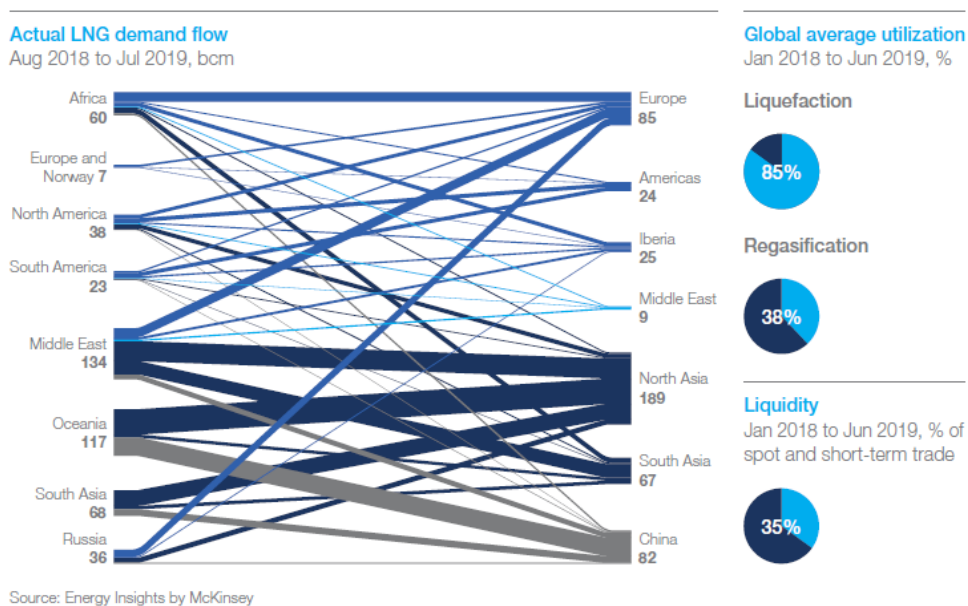 Actual LNG demand flow
Aug 2018 to Jul 2019, bcm
Africa
60
Europe and
Norway 7
North America
38
South America
23
Middle East
134
Oceania
117
South Asia
68
Russia
36
Europe
85
Americas
24
Iberia
25
Middle East
9
North Asia
189
South Asia
67
China
82
Global average utilization
Jan 2018 to Jun 2019, %
Liquefaction
85%
Regasification
38%
Liquidity
Jan 2018 to Jun 2019, % of
spot and short-term trade
35%
Source: Energy Insights by McKinsey